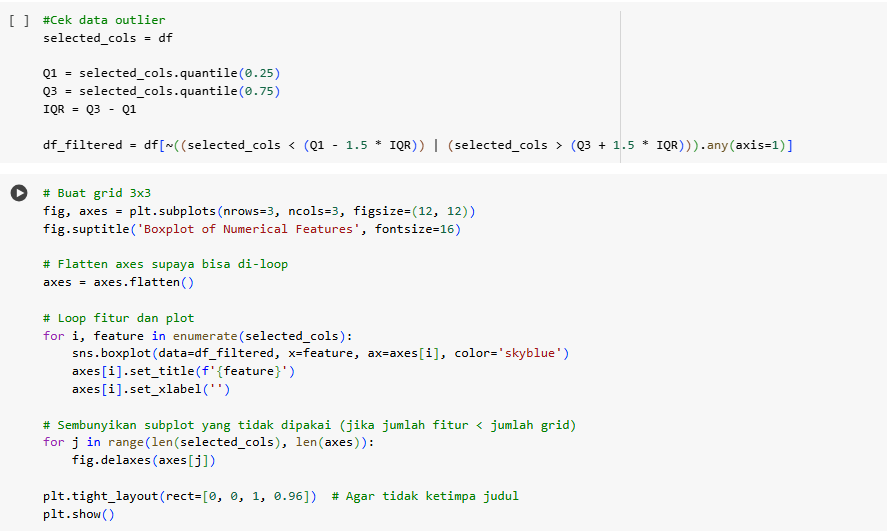 [ ] #Cek data outlier
selected_cols = df
Q1 = selected_cols.quantile(0.25)
Q3 = selected_cols.quantile(0.75)
IQR = Q3 - Q1
df_filtered = df[~((selected_cols < (Q1 - 1.5 * IQR)) | (selected_cols > (Q3 + 1.5 * IQR))).any(axis=1)]
# Buat grid 3x3
fig, axes = plt.subplots(nrows=3, ncols=3, figsize=(12, 12))
fig.suptitle('Boxplot of Numerical Features', fontsize=16)
# Flatten axes supaya bisa di-loop
axes = axes.flatten()
# Loop fitur dan plot
for i, feature in enumerate(selected_cols):
    sns.boxplot(data=df_filtered, x=feature, ax=axes[i], color='skyblue')
    axes[i].set_title(f'{feature}')
    axes[i].set_xlabel('')
# Sembunyikan subplot yang tidak dipakai (jika jumlah fitur < jumlah grid)
for j in range(len(selected_cols), len(axes)):
    fig.delaxes(axes[j])
plt.tight_layout(rect=[0, 0, 1, 0.96])  # Agar tidak ketimpa judul
plt.show()